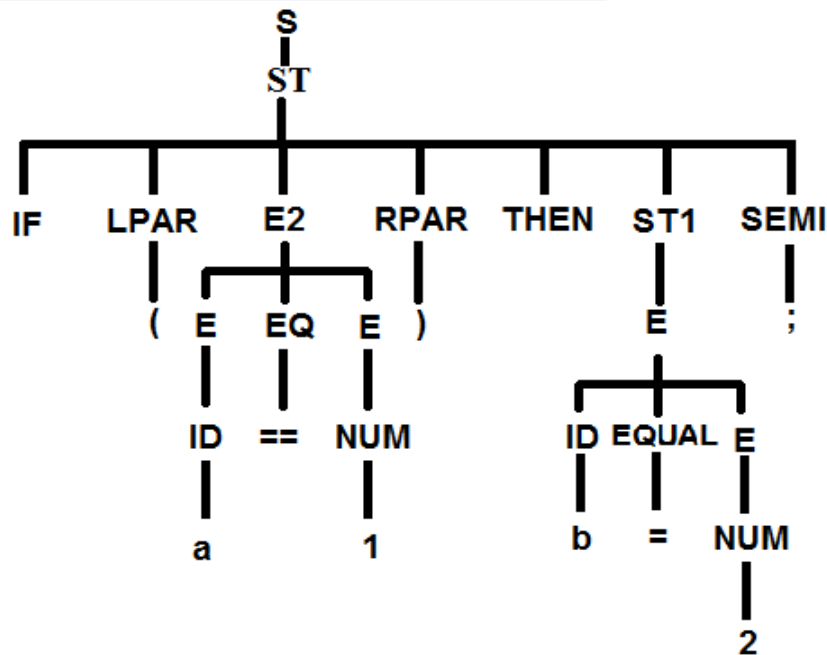 S
ST
IF LPAR E2 RPAR THEN ST1 SEMI
( E EQ E ) E ;
ID == NUM ID EQUAL E
a 1 b = NUM
2